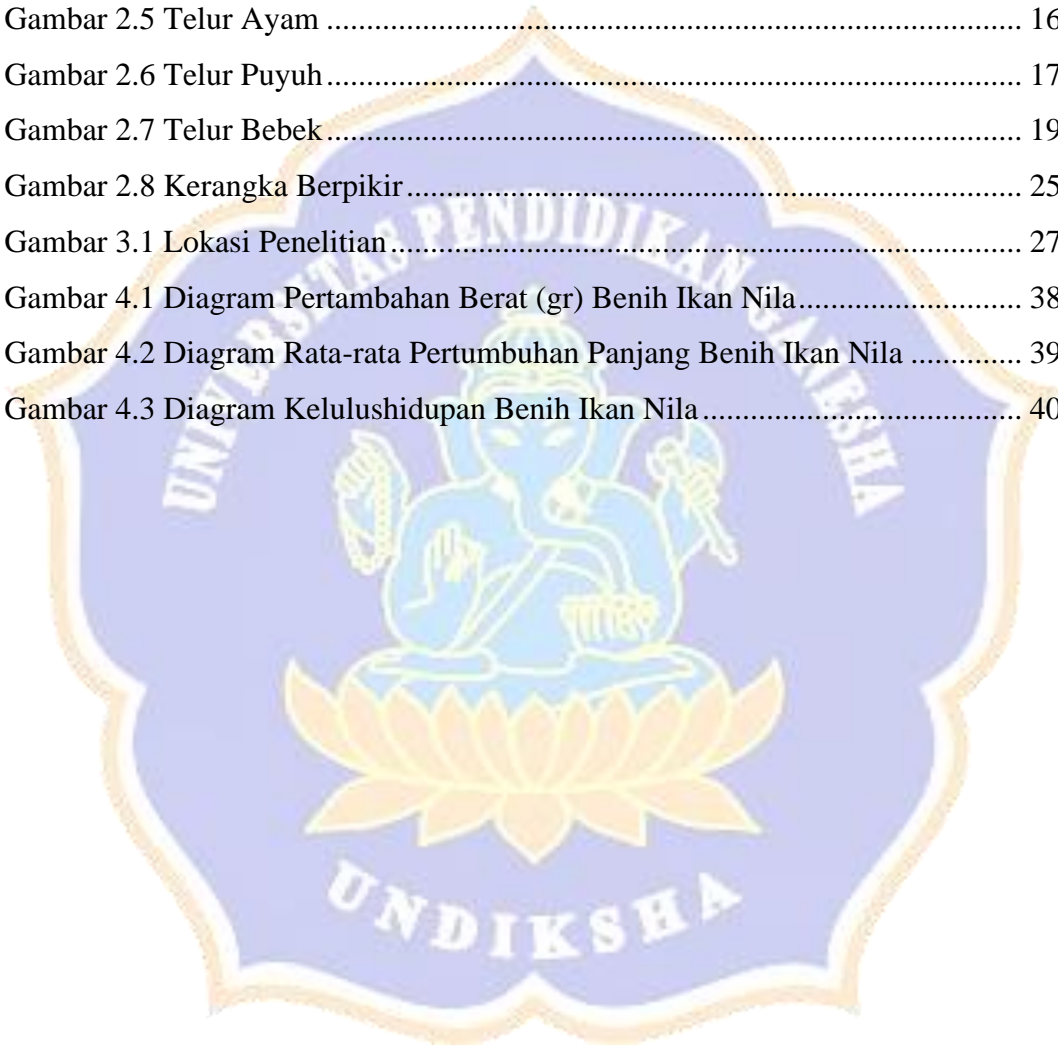 Gambar 2.5 Telur Ayam ........................................................................................ 16
Gambar 2.6 Telur Puyuh ........................................................................................ 17
Gambar 2.7 Telur Bebek ........................................................................................ 19
Gambar 2.8 Kerangka Berpikir .............................................................................. 25
Gambar 3.1 Lokasi Penelitian ................................................................................ 27
Gambar 4.1 Diagram Pertambahan Berat (gr) Benih Ikan Nila ............................ 38
Gambar 4.2 Diagram Rata-rata Pertumbuhan Panjang Benih Ikan Nila .............. 39
Gambar 4.3 Diagram Kelulushidupan Benih Ikan Nila ........................................ 40
UNIVERSITAS PENDIDIKAN GANESHA
UNDIKSHA